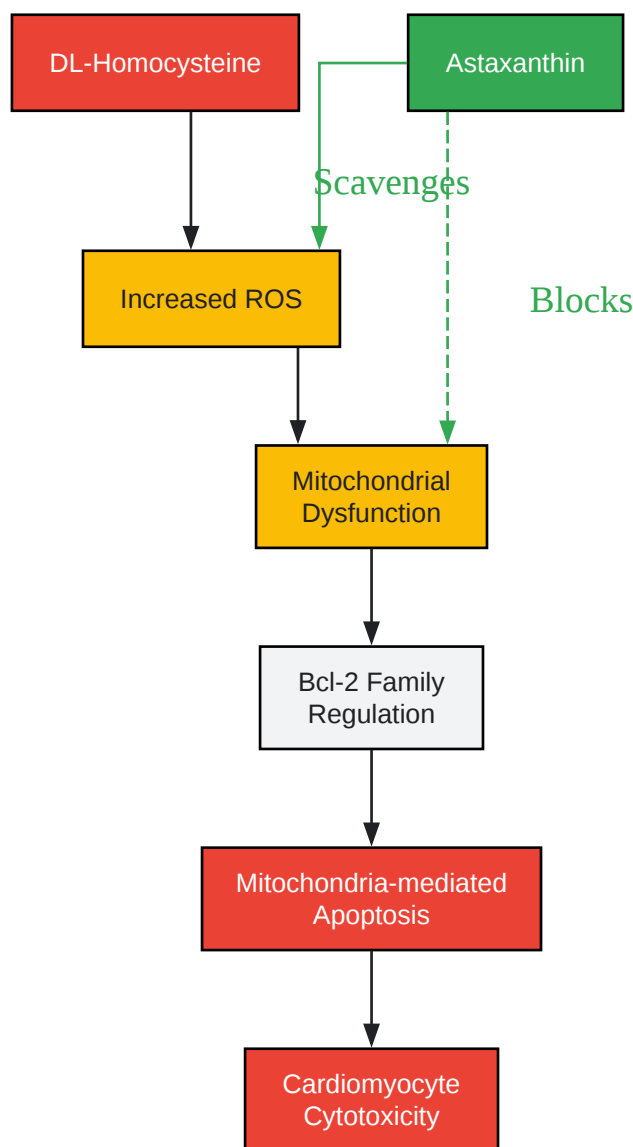 DL-Homocysteine
Astaxanthin
Scavenges
Increased ROS
Blocks
Mitochondrial
Dysfunction
Bcl-2 Family
Regulation
Mitochondria-mediated
Apoptosis
Cardiomyocyte
Cytotoxicity